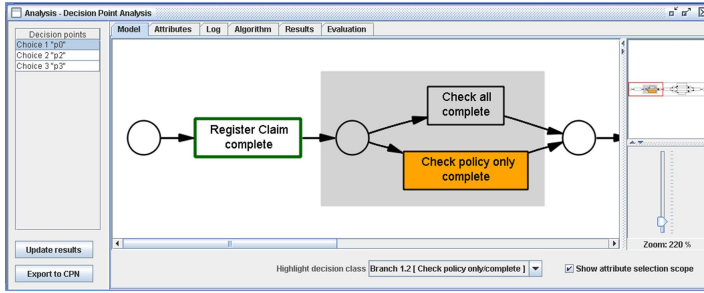 Analysis - Decision Point Analysis
Decision points
Choice 1 "p0"
Choice 2 "p2"
Choice 3 "p3"
Update results
Export to CPN
Model Attributes Log Algorithm Results Evaluation
Register Claim
complete
Check all
complete
Check policy only
complete
Zoom: 220 %
Highlight decision class Branch 1.2 [ Check policy only/complete ] Show attribute selection scope